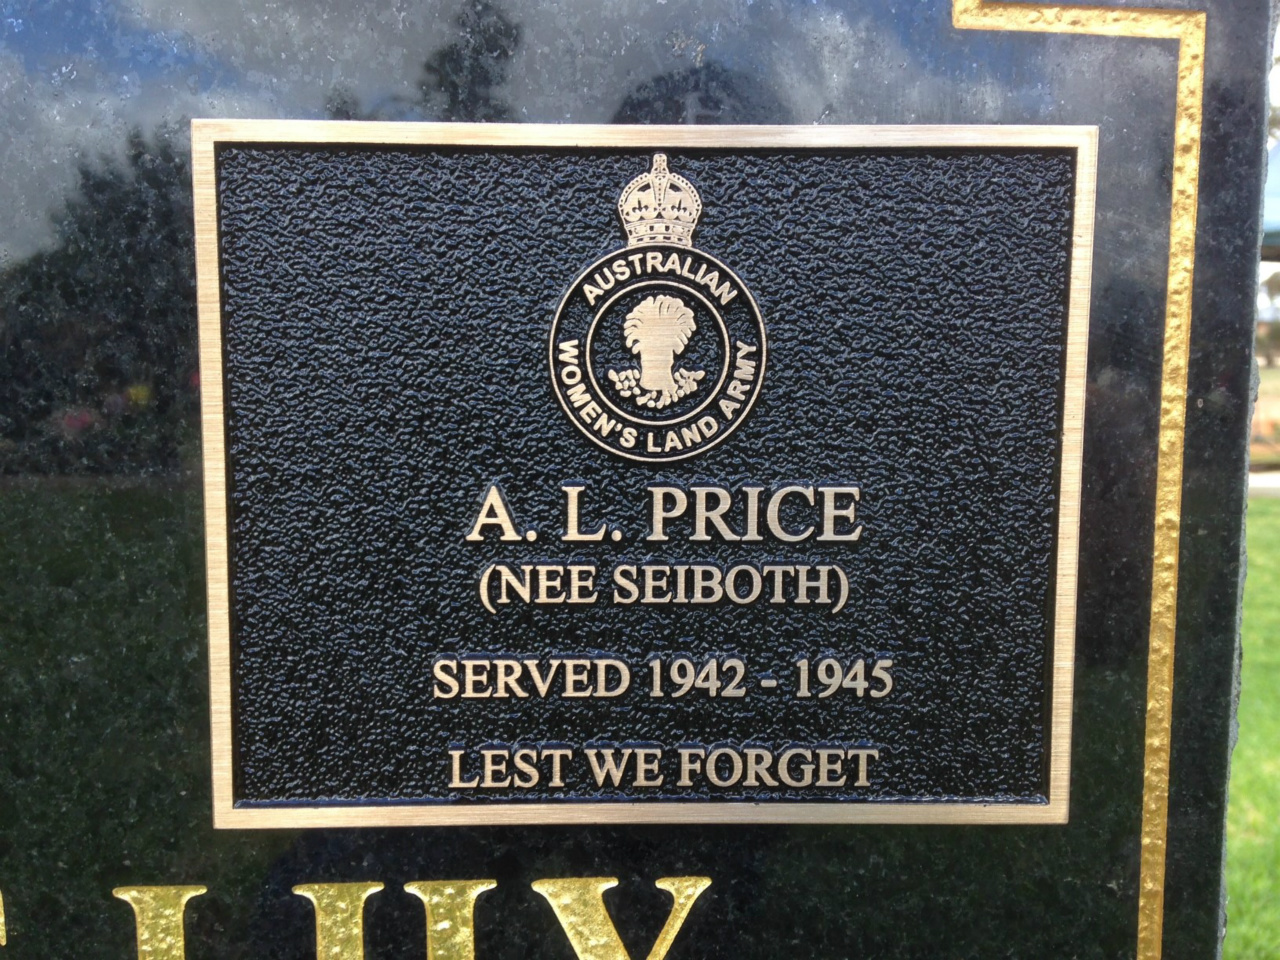 AUSTRALIAN
WOMEN'S LAND ARMY
A. L. PRICE
(NEE SEIBOTH)
SERVED 1942 - 1945
LEST WE FORGET